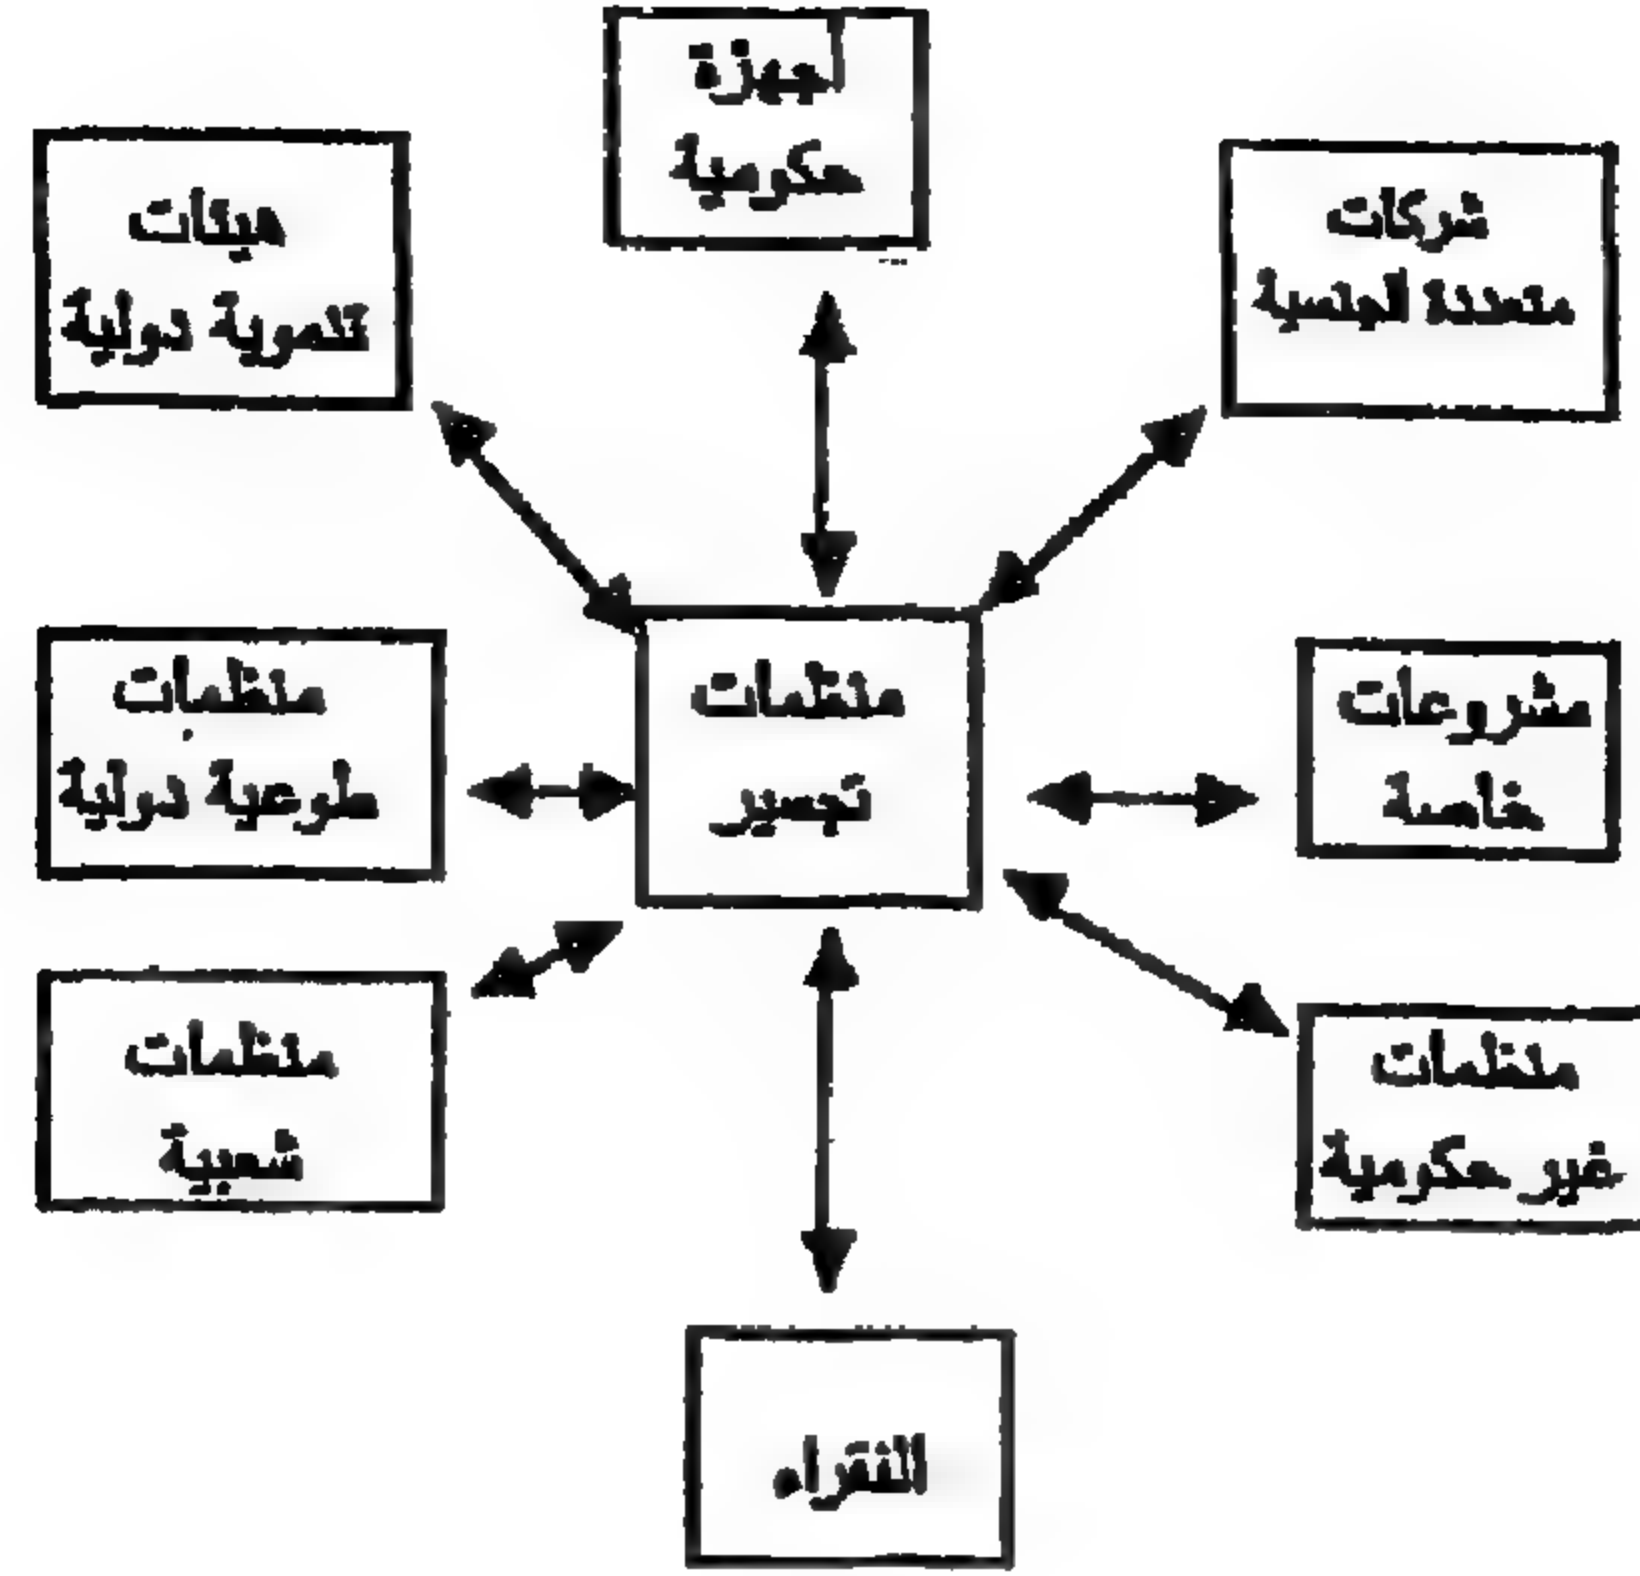 أجهزة
حكومية
شركات
متعددة الجنسية
هيئات
تنموية دولية
مشروعات
خاصة
منظمات
تجسير
منظمات
طوعية دولية
منظمات
غير حكومية
منظمات
شعبية
الفقراء